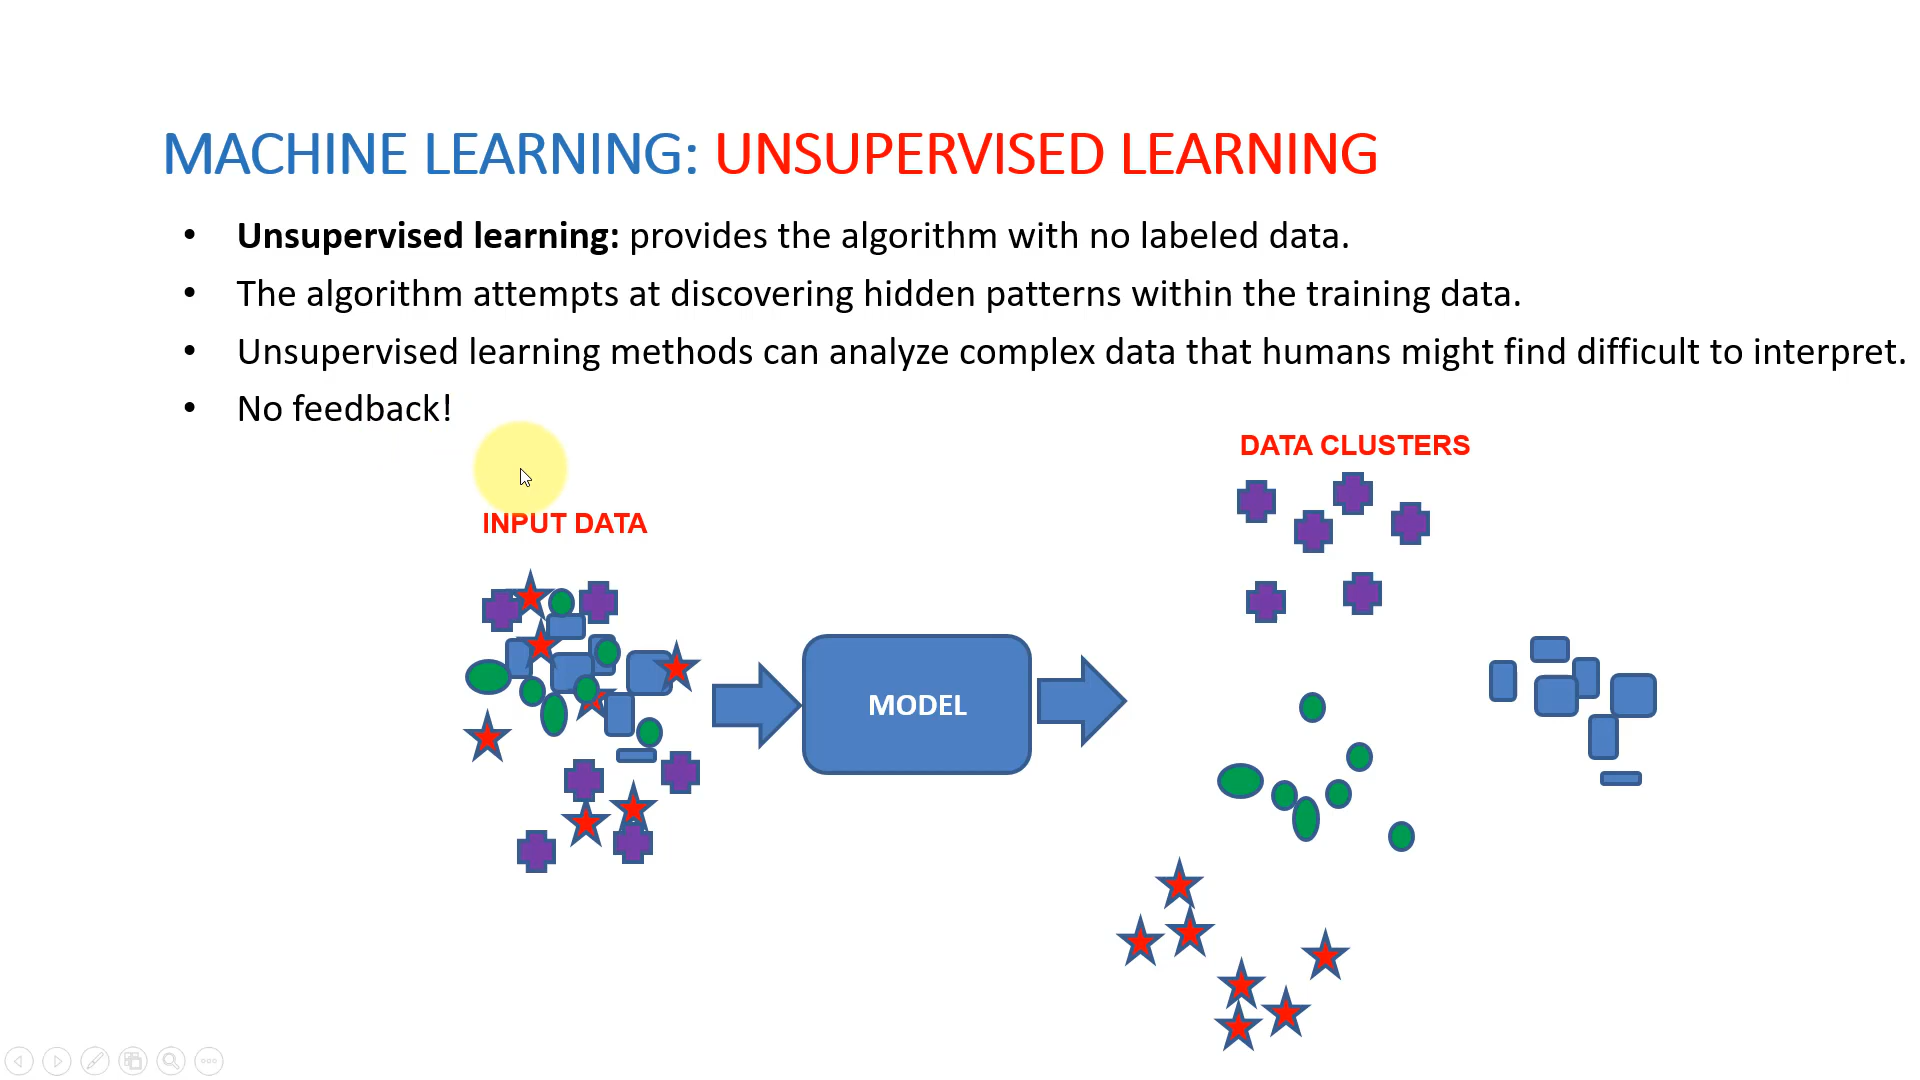 MACHINE LEARNING: UNSUPERVISED LEARNING
• Unsupervised learning: provides the algorithm with no labeled data.
• The algorithm attempts at discovering hidden patterns within the training data.
• Unsupervised learning methods can analyze complex data that humans might find difficult to interpret.
• No feedback!
DATA CLUSTERS
INPUT DATA
MODEL